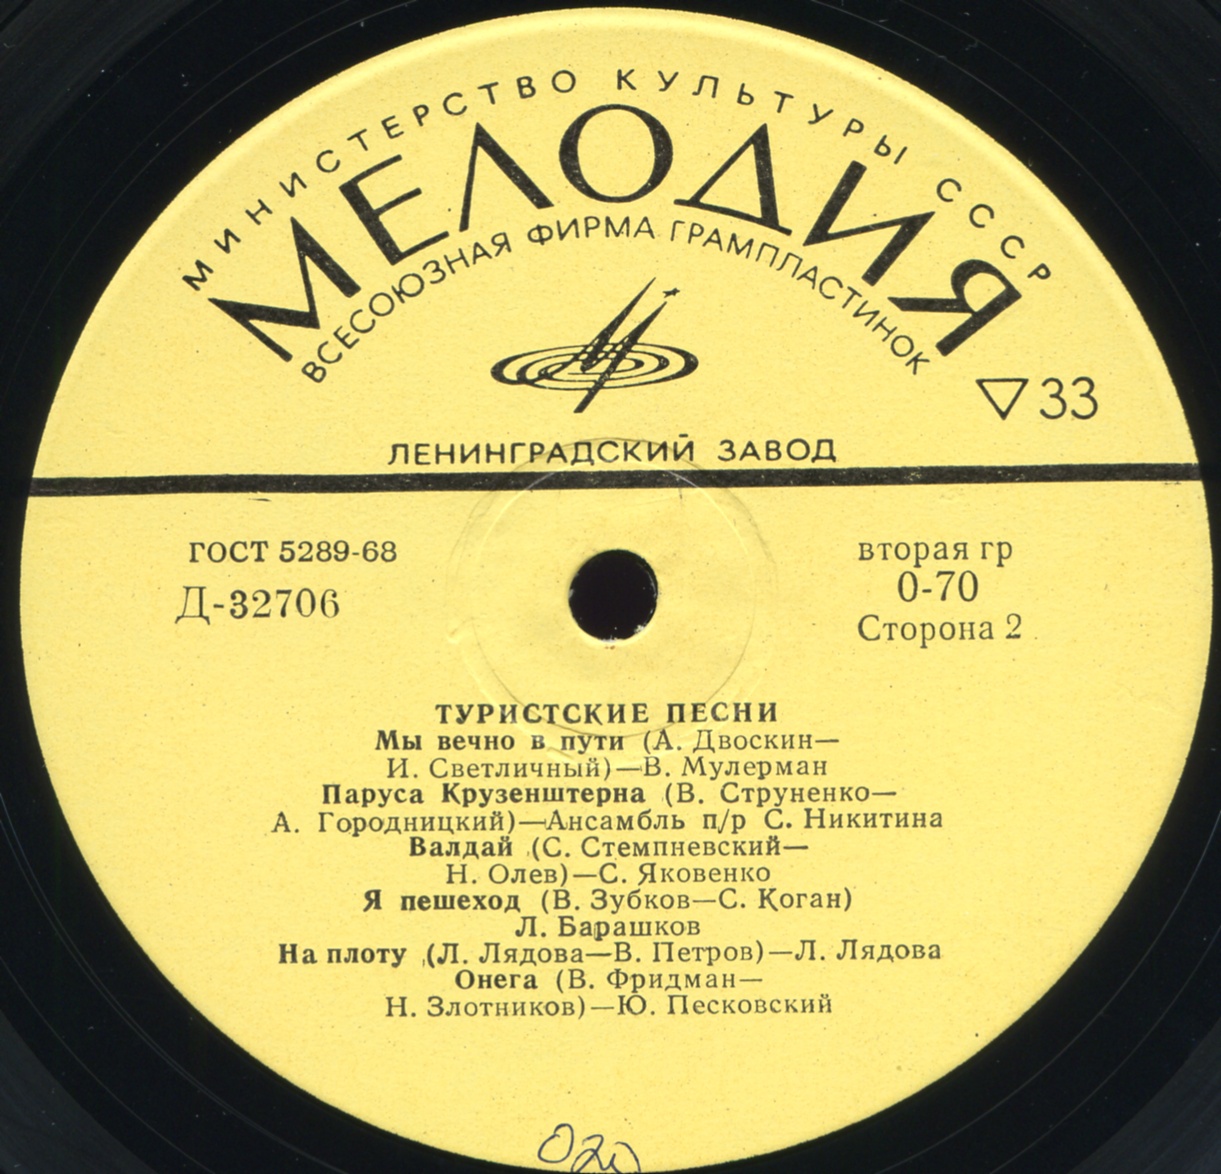 МИНИСТЕРСТВО КУЛЬТУРЫ СССР
МЕЛОДИЯ
ВСЕСОЮЗНАЯ ФИРМА ГРАМПЛАСТИНОК
33
ЛЕНИНГРАДСКИЙ ЗАВОД
ГОСТ 5289-68
Д-32706
вторая гр
0-70
Сторона 2
ТУРИСТСКИЕ ПЕСНИ
Мы вечно в пути (А. Двоскин—
И. Светличный)—В. Мулерман
Паруса Крузенштерна (В. Струненко—
А. Городницкий)—Ансамбль п/р С. Никитина
Валдай (С. Стемпневский—
Н. Олев)—С. Яковенко
Я пешеход (В. Зубков—С. Коган)
Л. Барашков
На плоту (Л. Лядова—В. Петров)—Л. Лядова
Онега (В. Фридман—
Н. Злотников)—Ю. Песковский